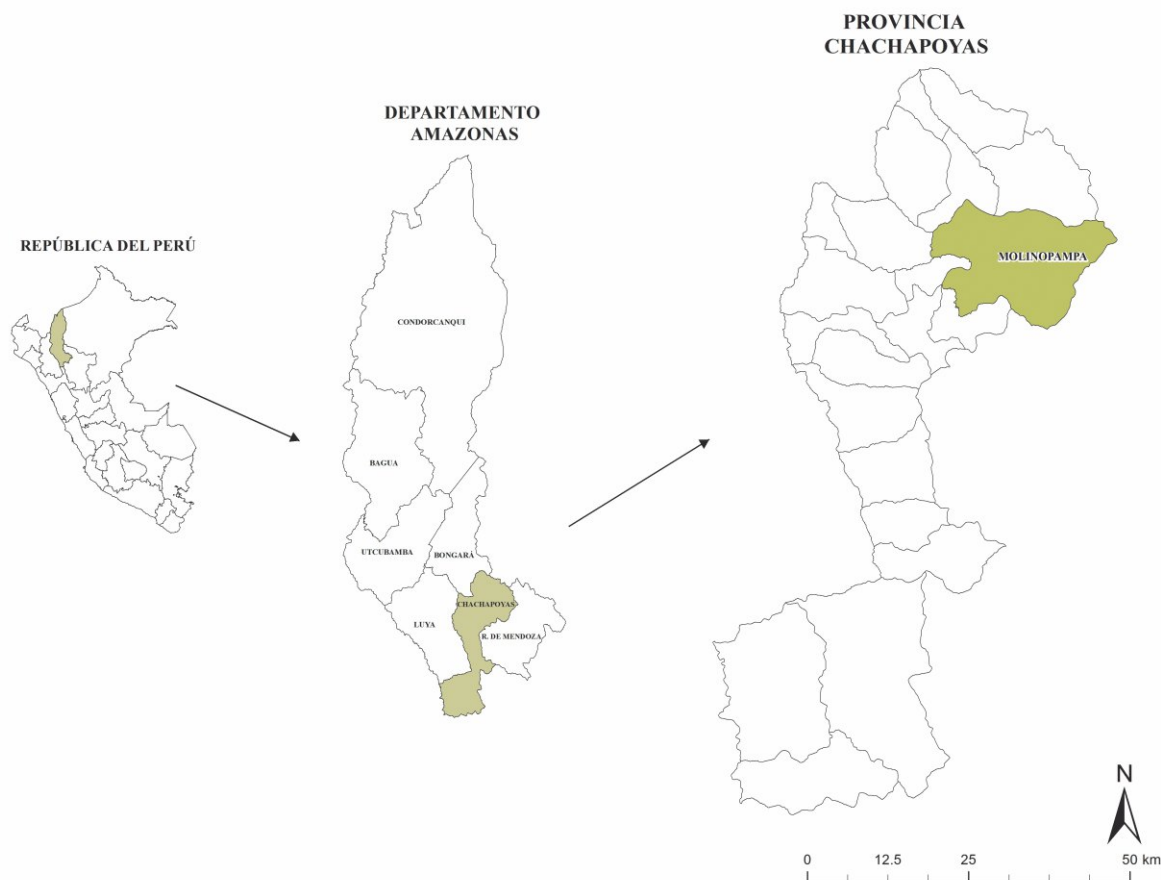 REPÚBLICA DEL PERÚ
DEPARTAMENTO
AMAZONAS
CONDORCANQUI
BAGUA
UTCUBAMBA
BONGARÁ
CHACHAPOYAS
LUYA
R. DE MENDOZA
PROVINCIA
CHACHAPOYAS
MOLINOPAMPA
N
0 12.5 25 50 km